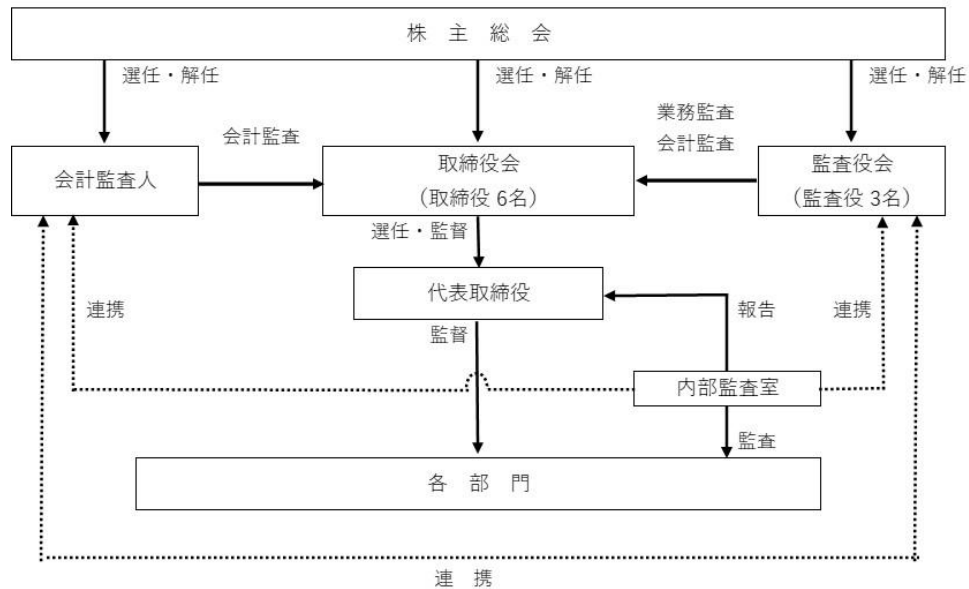 株 主 総 会
選任・解任
選任・解任
選任・解任
業務監査
会計監査
会計監査
会計監査人
取締役会
（取締役 6名）
監査役会
（監査役 3名）
選任・監督
代表取締役
連携
報告
連携
監督
内部監査室
監査
各 部 門
連 携